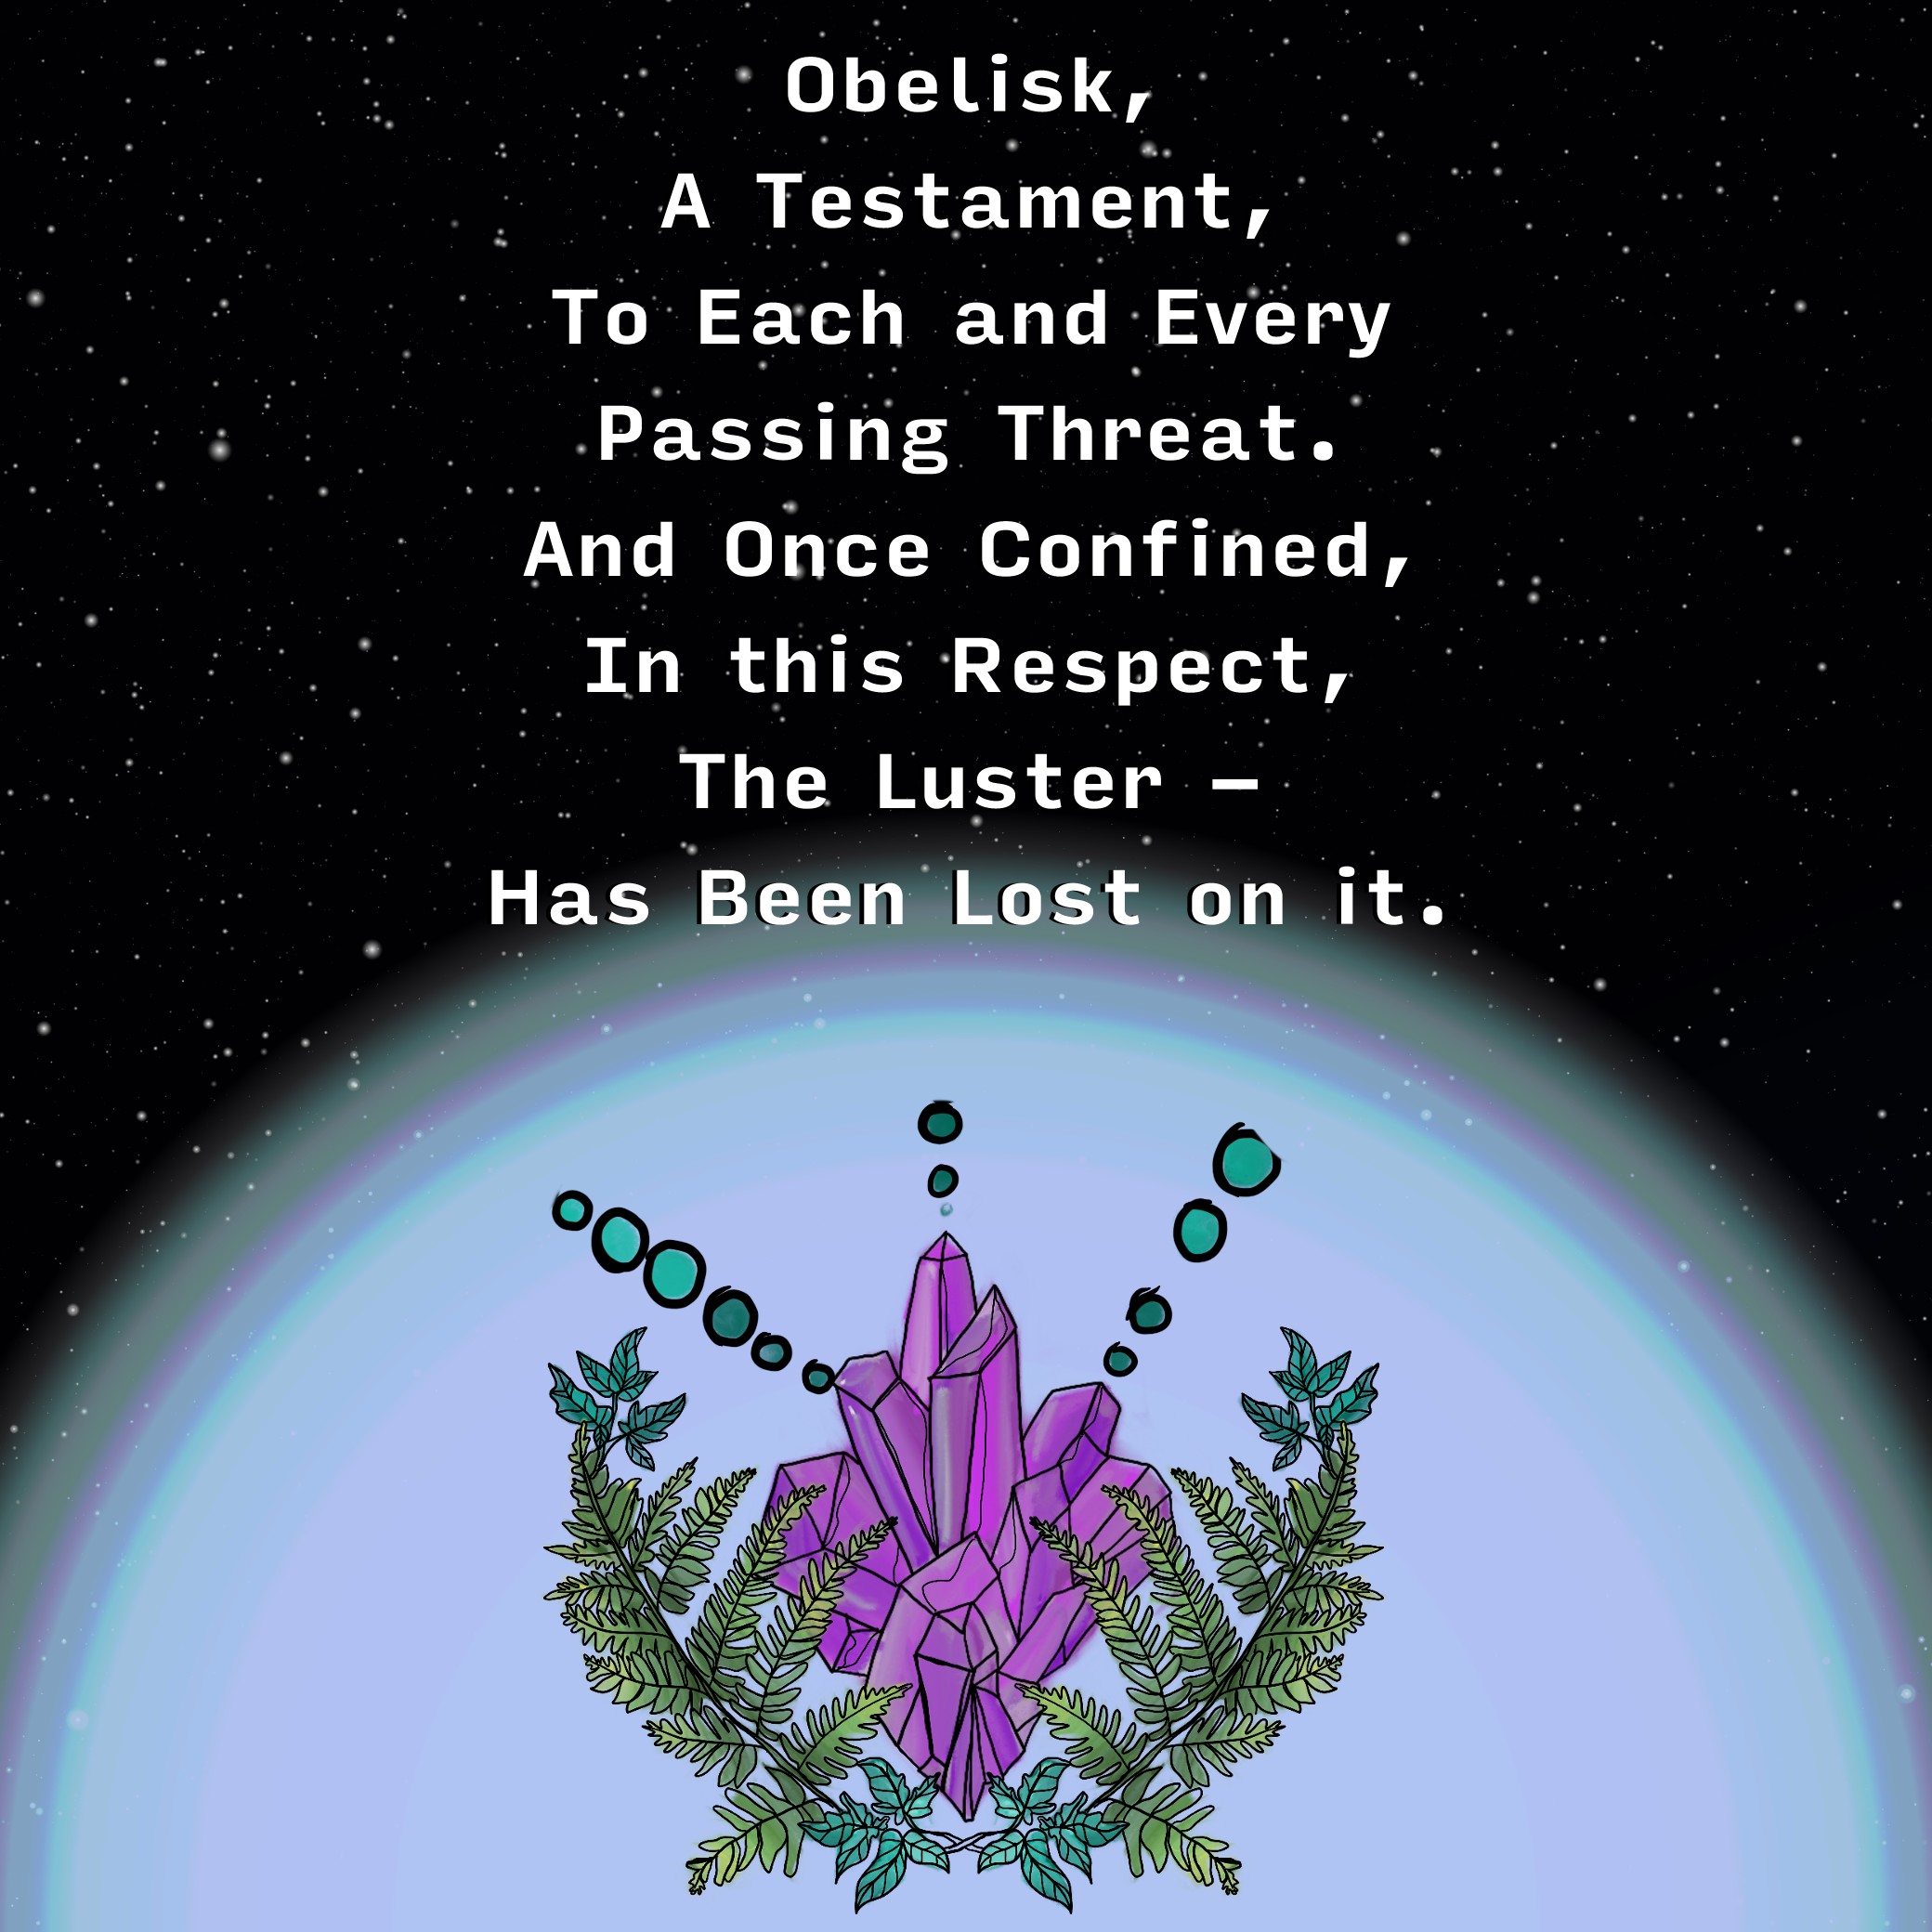 Obelisk,
A Testament,
To Each and Every
Passing Threat.
And Once Confined,
In this Respect,
The Luster –
Has Been Lost on it.